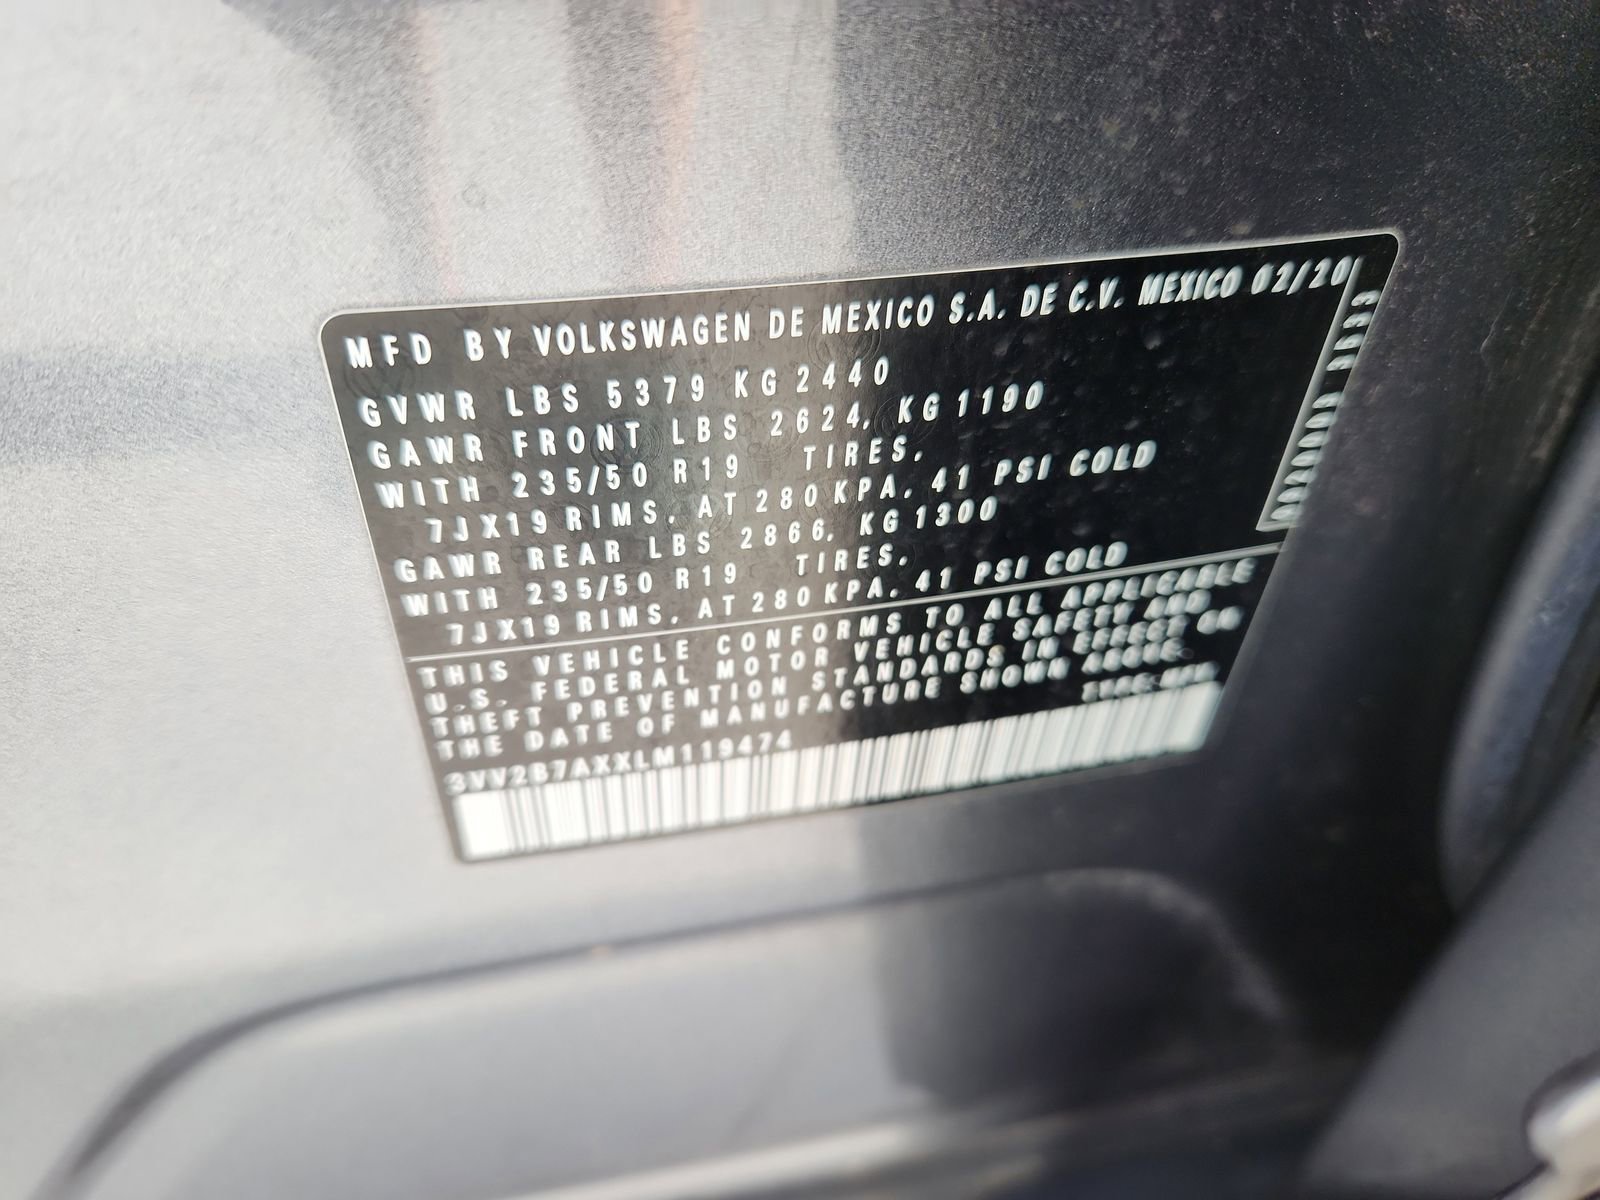 MFD BY VOLKSWAGEN DE MEXICO S.A. DE C.V. MEXICO 02/20
GVWR LBS 5379 KG 2440
GAWR FRONT LBS 2624, KG 1190
WITH 235/50 R19 TIRES.
7JX19 RIMS, AT 280 KPA, 41 PSI COLD
GAWR REAR LBS 2866, KG 1300
WITH 235/50 R19 TIRES.
7JX19 RIMS, AT 280 KPA, 41 PSI COLD
THIS VEHICLE CONFORMS TO ALL APPLICABLE
U.S. FEDERAL MOTOR VEHICLE SAFETY AND
THEFT PREVENTION STANDARDS IN EFFECT ON
THE DATE OF MANUFACTURE SHOWN ABOVE.
3VV2B7AXXLM119474 TYPE: